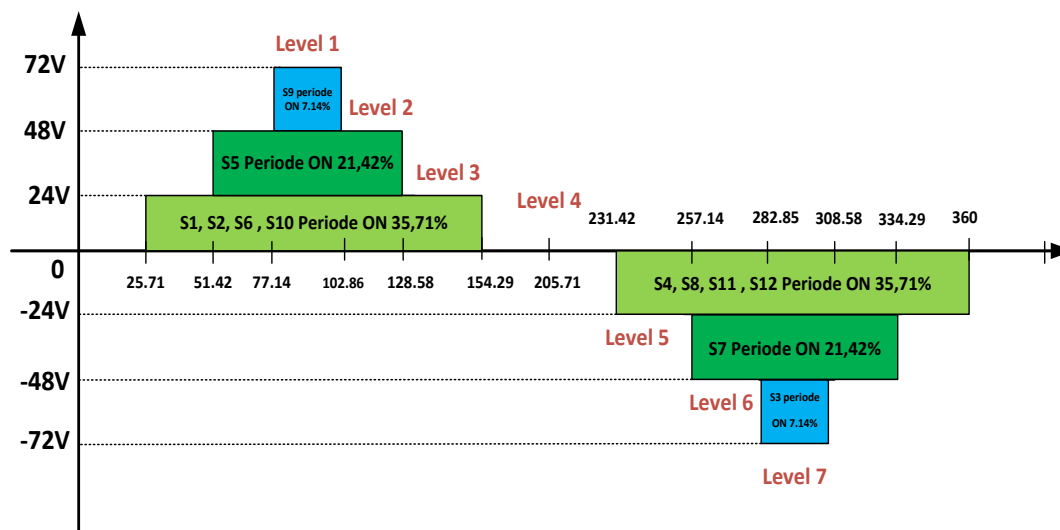 Level 1
72V
S9 periode
ON 7.14%
Level 2
48V
S5 Periode ON 21,42%
Level 3
24V
Level 4
S1, S2, S6 , S10 Periode ON 35,71%
231.42 257.14 282.85 308.58 334.29 360
0
25.71 51.42 77.14 102.86 128.58 154.29 205.71
S4, S8, S11 , S12 Periode ON 35,71%
-24V
Level 5
S7 Periode ON 21,42%
-48V
Level 6
S3 periode
ON 7.14%
-72V
Level 7